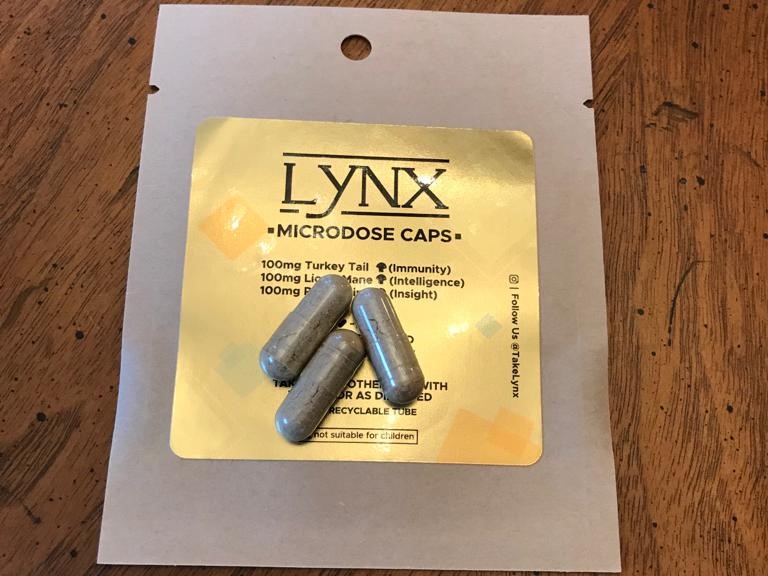 LYNX
MICRODOSE CAPS
100mg Turkey Tail (Immunity)
100mg Mane (Intelligence)
100mg (Insight)
WITH
OR AS
RECYCLABLE TUBE
not suitable for children
Follow Us @TakeLynx